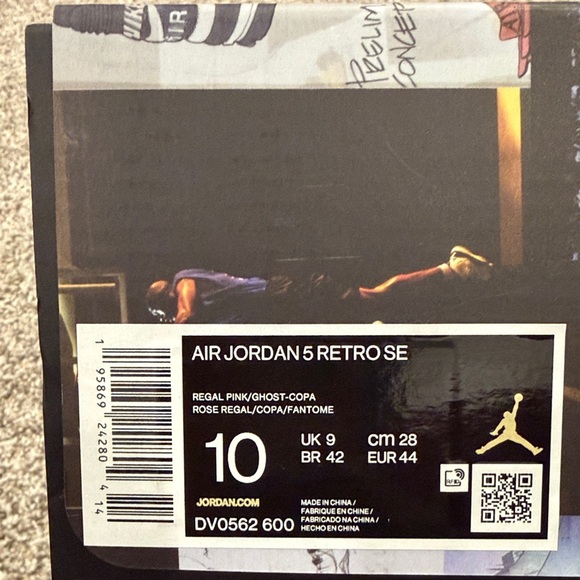 NIKE
AIR
PRELIM
CONCEP
AIR JORDAN 5 RETRO SE
REGAL PINK/GHOST-COPA
ROSE REGAL/COPA/FANTOME
10
UK 9 cm 28
BR 42 EUR 44
JORDAN.COM
DV0562 600
MADE IN CHINA /
FABRIQUE EN CHINE /
FABRICADO NA CHINA /
HECHO EN CHINA
1 95869 24280 4 14